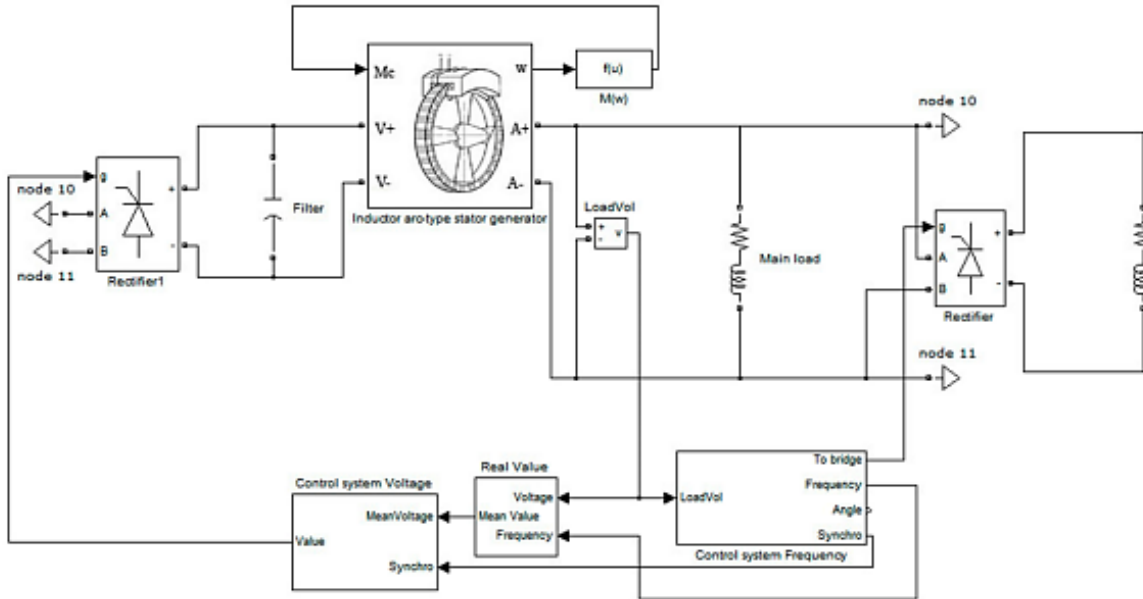 Mc
w
f(u)
M(w)
V+
A+
V-
A-
Inductor aro-type stator generator
node 10
node 10
g
A
B
+
-
node 11
Rectifier1
Filter
LoadVol
+
-
v
Main load
g
A
B
+
-
Rectifier
node 11
Control system Voltage
MeanVoltage
Value
Synchro
Real Value
Voltage
Mean Value
Frequency
LoadVol
To bridge
Frequency
Angle
Synchro
Control system Frequency